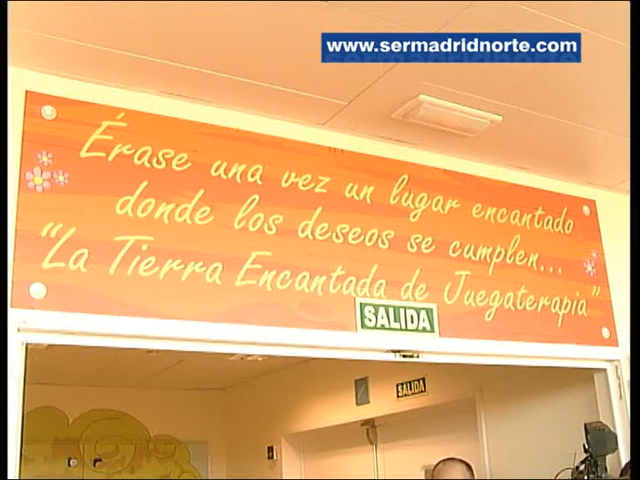 www.sermadridnorte.com
Érase una vez un lugar encantado
donde los deseos se cumplen...
"La Tierra Encantada de Juegaterapia"
SALIDA
SALIDA